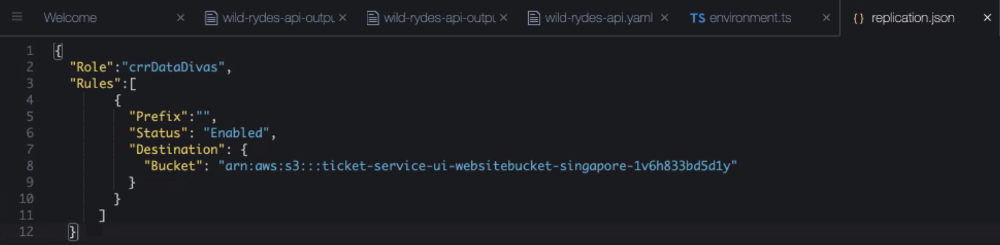 Welcome wild-rydes-api-outpu wild-rydes-api-outpu wild-rydes-api.yaml TS environment.ts {} replication.json
1 {
2 "Role":"crrDataDivas",
3 "Rules":[
4 {
5 "Prefix":"",
6 "Status": "Enabled",
7 "Destination": {
8 "Bucket": "arn:aws:s3:::ticket-service-ui-websitebucket-singapore-1v6h833bd5d1y"
9 }
10 }
11 ]
12 }